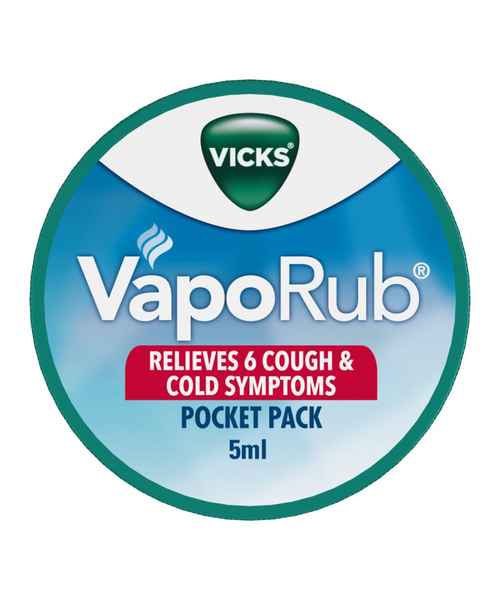 VICKS®
VapoRub®
RELIEVES 6 COUGH &
COLD SYMPTOMS
POCKET PACK
5ml